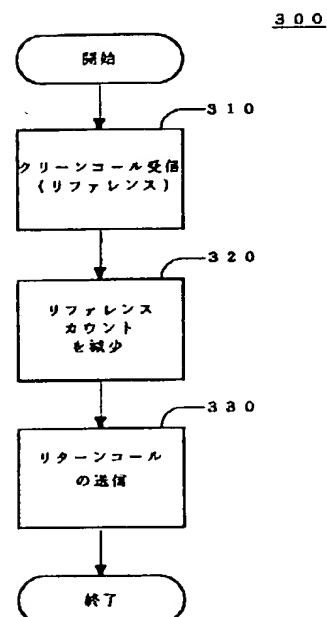 ３００
開始
３１０
クリーンコール受信
（リファレンス）
３２０
リファレンス
カウント
を減少
３３０
リターンコール
の送信
終了